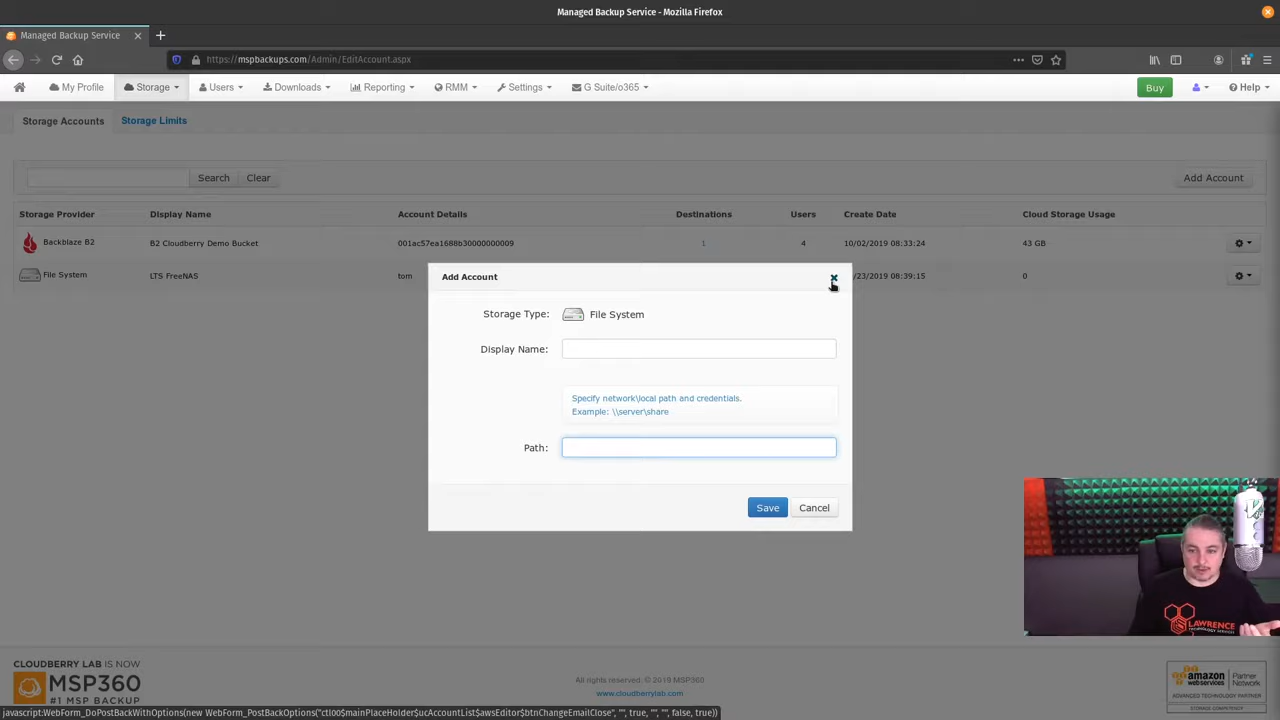 Managed Backup Service - Mozilla Firefox
Managed Backup Service
https://mspbackups.com/Admin/EditAccount.aspx
My Profile Storage Users Downloads Reporting RMM Settings G Suite/o365 Buy Help
Storage Accounts Storage Limits
Search Clear Add Account
Storage Provider Display Name Account Details Destinations Users Create Date Cloud Storage Usage
Backblaze B2 B2 Cloudberry Demo Bucket 001ac57ea1688b30000000009 1 4 10/02/2019 08:33:24 43 GB
File System LTS FreeNAS tom /23/2019 08:39:15 0
Add Account
Storage Type: File System
Display Name:
Specify network\local path and credentials.
Example: \\server\share
Path:
Save Cancel
LAWRENCE
TECHNOLOGY SERVICES
CLOUDBERRY LAB IS NOW
MSP360
#1 MSP BACKUP
All rights reserved. © 2019 MSP360
www.cloudberrylab.com
amazon
web services
Partner
Network
ADVANCED TECHNOLOGY PARTNER
STORAGE COMPETENCY
javascript:WebForm_DoPostBackWithOptions(new WebForm_PostBackOptions("ctl00$mainPlaceHolder$ucAccountList$awsEditor$btnChangeEmailClose", "", true, "", "", false, true))